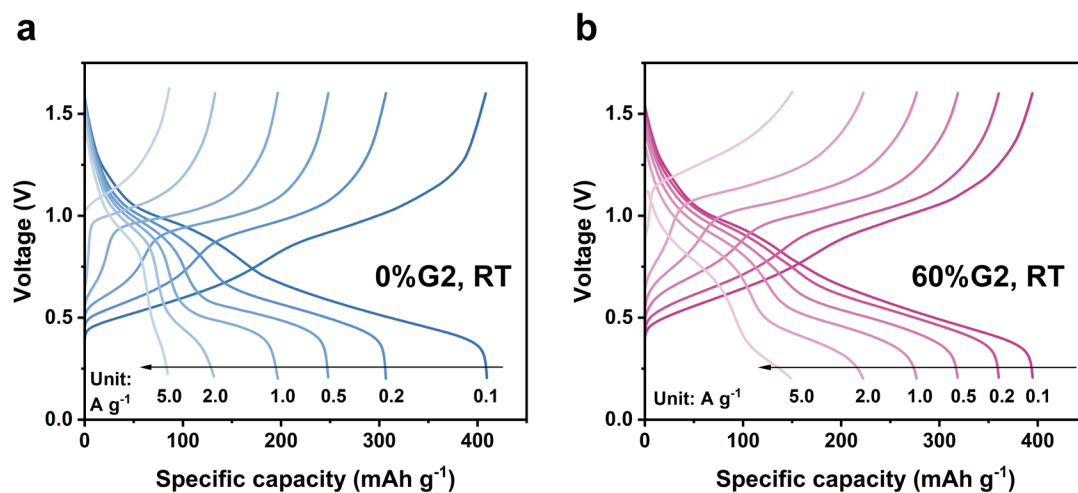 a
1.5
1.0
0.5
0.0
Voltage (V)
0%G2, RT
Unit:
A g⁻¹
5.0 2.0 1.0 0.5 0.2 0.1
0 100 200 300 400
Specific capacity (mAh g⁻¹)
b
1.5
1.0
0.5
0.0
Voltage (V)
60%G2, RT
Unit: A g⁻¹ 5.0 2.0 1.0 0.5 0.2 0.1
0 100 200 300 400
Specific capacity (mAh g⁻¹)